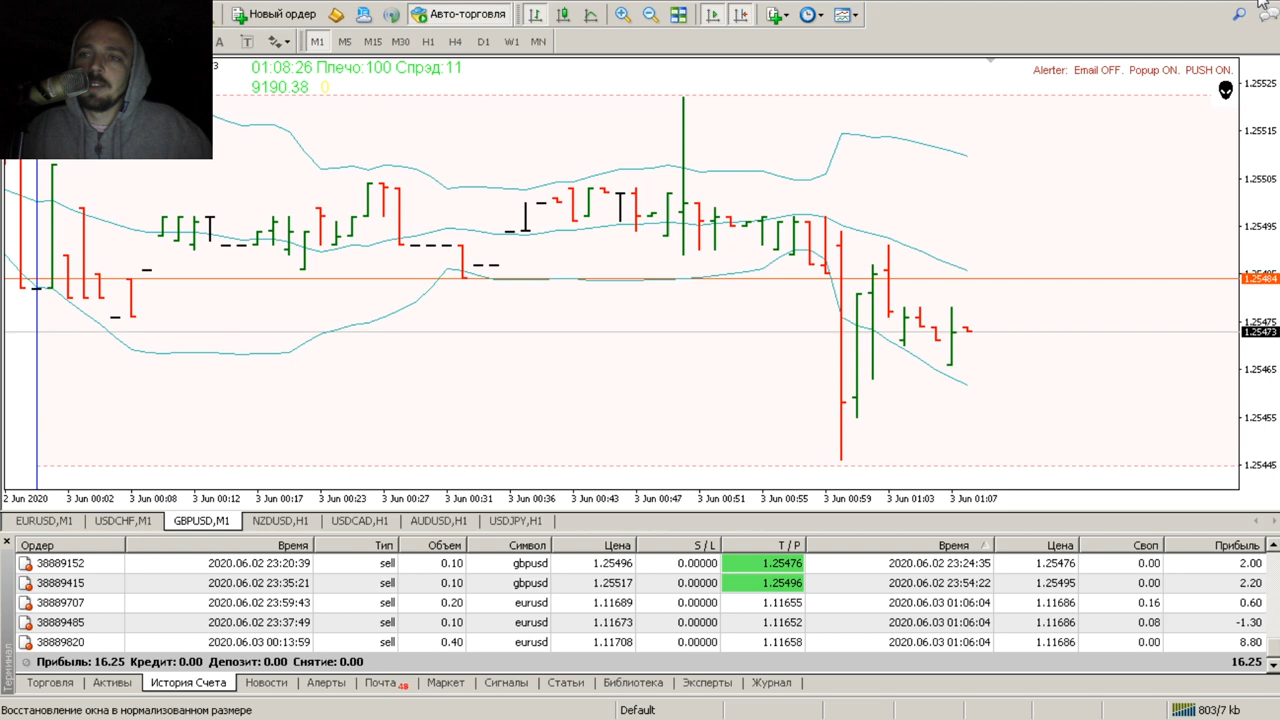 Новый ордер Авто-торговля
A T M1 M5 M15 M30 H1 H4 D1 W1 MN
3
01:08:26 Плечо:100 Спрэд:11
9190.38 0
Alerter: Email OFF. Popup ON. PUSH ON.
1.25525
1.25515
1.25505
1.25495
1.25484
1.25475
1.25473
1.25465
1.25455
1.25445
2 Jun 2020 3 Jun 00:02 3 Jun 00:08 3 Jun 00:12 3 Jun 00:17 3 Jun 00:23 3 Jun 00:27 3 Jun 00:31 3 Jun 00:36 3 Jun 00:43 3 Jun 00:47 3 Jun 00:51 3 Jun 00:55 3 Jun 00:59 3 Jun 01:03 3 Jun 01:07
EURUSD,M1 USDCHF,M1 GBPUSD,M1 NZDUSD,H1 USDCAD,H1 AUDUSD,H1 USDJPY,H1
Ордер Время Тип Объем Символ Цена S / L T / P Время Цена Своп Прибыль
38889152 2020.06.02 23:20:39 sell 0.10 gbpusd 1.25496 0.00000 1.25476 2020.06.02 23:24:35 1.25476 0.00 2.00
38889415 2020.06.02 23:35:21 sell 0.10 gbpusd 1.25517 0.00000 1.25496 2020.06.02 23:54:22 1.25495 0.00 2.20
38889707 2020.06.02 23:59:43 sell 0.20 eurusd 1.11689 0.00000 1.11655 2020.06.03 01:06:04 1.11686 0.16 0.60
38889485 2020.06.02 23:37:49 sell 0.10 eurusd 1.11673 0.00000 1.11652 2020.06.03 01:06:04 1.11686 0.08 -1.30
38889820 2020.06.03 00:13:59 sell 0.40 eurusd 1.11708 0.00000 1.11658 2020.06.03 01:06:04 1.11686 0.00 8.80
Прибыль: 16.25 Кредит: 0.00 Депозит: 0.00 Снятие: 0.00 16.25
Терминал
Торговля Активы История Счета Новости Алерты Почта 48 Маркет Сигналы Статьи Библиотека Эксперты Журнал
Восстановление окна в нормализованном размере Default 803/7 kb